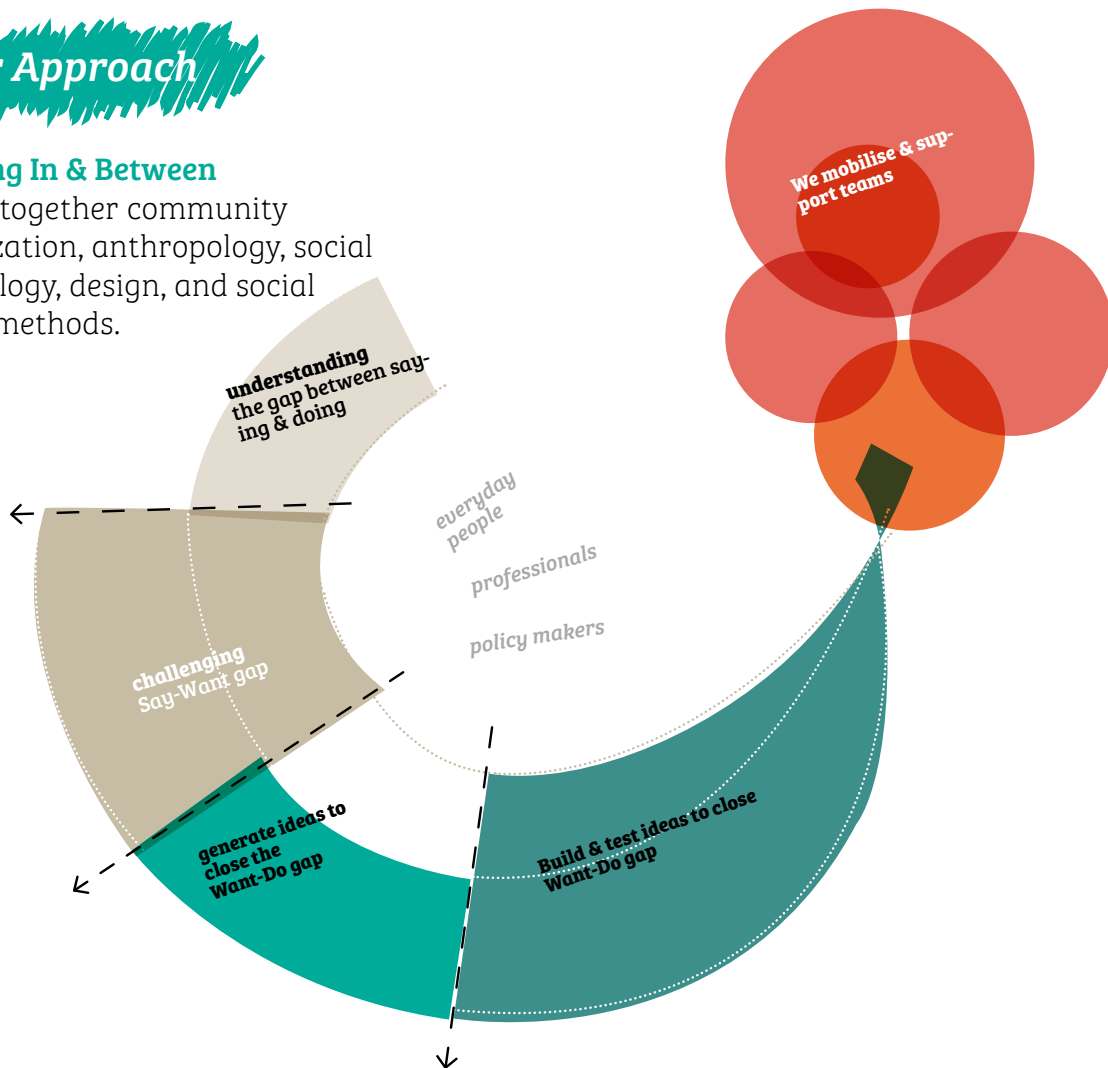 r Approach
ng In & Between
together community
zation, anthropology, social
logy, design, and social
methods.
We mobilise & sup-
port teams
understanding
the gap between say-
ing & doing
everyday
people
professionals
policy makers
challenging
Say-Want gap
generate ideas to
close the
Want-Do gap
Build & test ideas to close
Want-Do gap